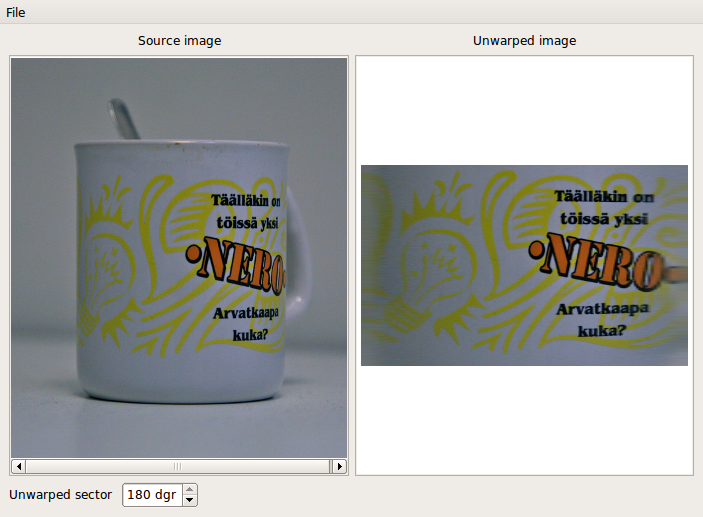 File
Source image
Unwarped image
Täälläkin on
töissä yksi
•NERO•
Arvatkaapa
kuka?
Täälläkin on
töissä yksi
•NERO•
Arvatkaapa
kuka?
Unwarped sector 180 dgr